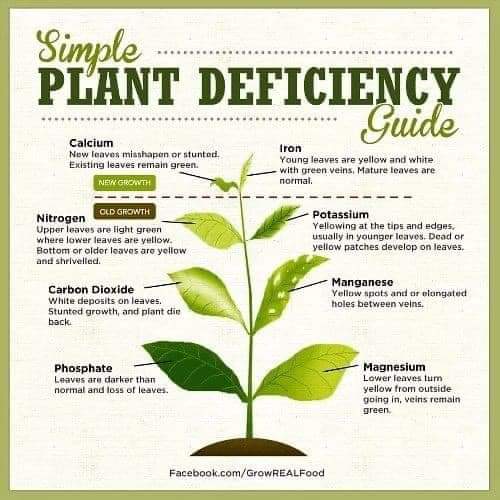 Simple
PLANT DEFICIENCY
Guide
Calcium
New leaves misshapen or stunted.
Existing leaves remain green.
Iron
Young leaves are yellow and white
with green veins. Mature leaves are
normal.
NEW GROWTH
OLD GROWTH
Nitrogen
Upper leaves are light green
where lower leaves are yellow.
Bottom or older leaves are yellow
and shrivelled.
Potassium
Yellowing at the tips and edges,
usually in younger leaves. Dead or
yellow patches develop on leaves.
Carbon Dioxide
White deposits on leaves.
Stunted growth, and plant die
back.
Manganese
Yellow spots and or elongated
holes between veins.
Phosphate
Leaves are darker than
normal and loss of leaves.
Magnesium
Lower leaves turn
yellow from outside
going in, veins remain
green.
Facebook.com/GrowREALFood